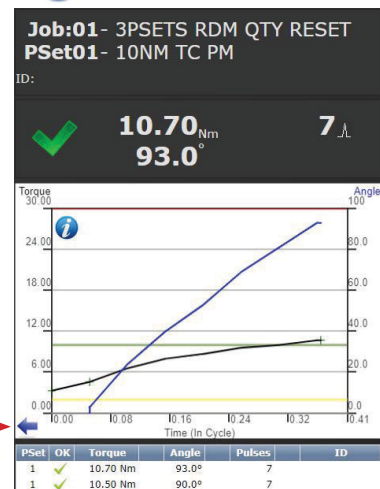 Job:01- 3PSETS RDM QTY RESET
PSet01- 10NM TC PM
ID:
10.70 Nm 7
93.0°
Torque Angle
30.00 100
24.00 80.0
18.00 60.0
12.00 40.0
6.00 20.0
0.00 0.0
0.00 0.08 0.16 0.24 0.32 0.41
Time (In Cycle)
PSet OK Torque Angle Pulses ID
1 10.70 Nm 93.0° 7
1 10.50 Nm 90.0° 7